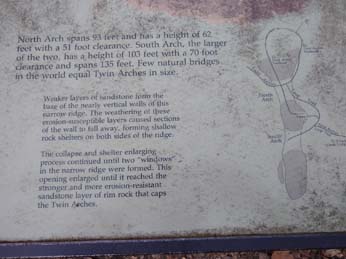 North Arch spans 93 feet and has a height of 62
feet with a 51 foot clearance. South Arch, the larger
of the two, has a height of 103 feet with a 70 foot
clearance and spans 135 feet. Few natural bridges
in the world equal Twin Arches in size.
Weaker layers of sandstone form the
base of the nearly vertical walls of this
narrow ridge. The weathering of these
erosion-susceptible layers caused sections
of the wall to fall away, forming shallow
rock shelters on both sides of the ridge.
The collapse and shelter enlarging
process continued until two "windows"
in the narrow ridge were formed. This
opening enlarged until it reached the
stronger and more erosion-resistant
sandstone layer of rim rock that caps
the Twin Arches.
North
Arch
South
Arch